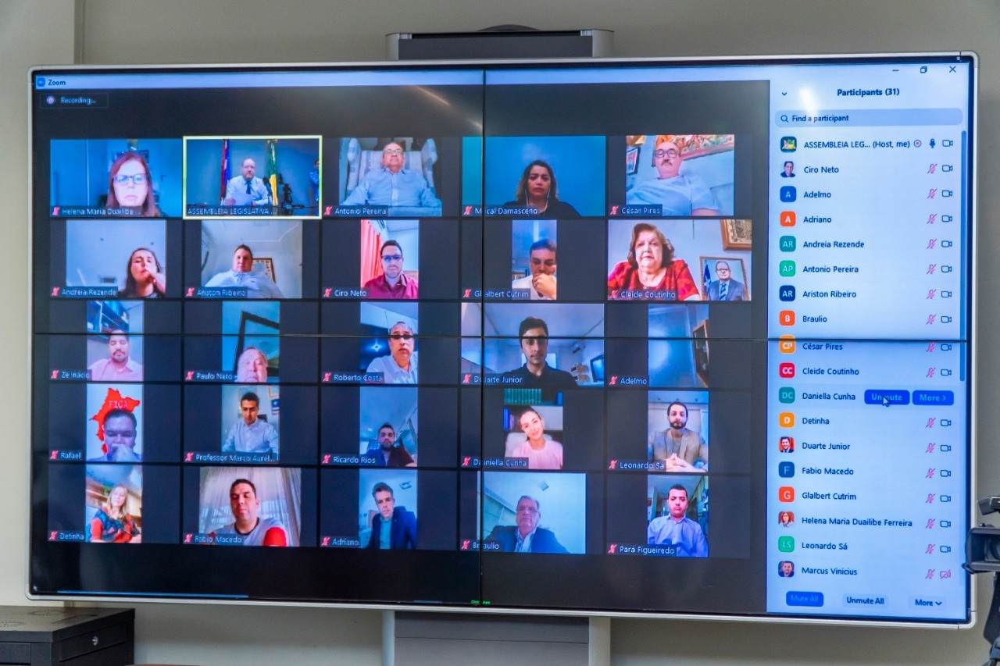 Zoom
Recording...
Helena Maria Duailibe ...
ASSEMBLEIA LEGISLATIVA
Antonio Pereira
Mical Damasceno
César Pires
Andreia Rezende
Ariston Ribeiro
Ciro Neto
Glalbert Cutrim
Cleide Coutinho
Zé Inácio
Paulo Neto
Roberto Costa
Duarte Junior
Adelmo
FICA
Rafael
Professor Marco Aurél...
Ricardo Rios
Daniella Cunha
Leonardo Sá
Detinha
Fabio Macedo
Adriano
Braulio
Pará Figueiredo
Participants (31)
Find a participant
ASSEMBLEIA LEG... (Host, me)
Ciro Neto
A Adelmo
A Adriano
AR Andreia Rezende
AP Antonio Pereira
AR Ariston Ribeiro
B Braulio
CP César Pires
CC Cleide Coutinho
DC Daniella Cunha Unmute More >
D Detinha
Duarte Junior
F Fabio Macedo
G Glalbert Cutrim
Helena Maria Duailibe Ferreira
LS Leonardo Sá
Marcus Vinicius
Mute All Unmute All More